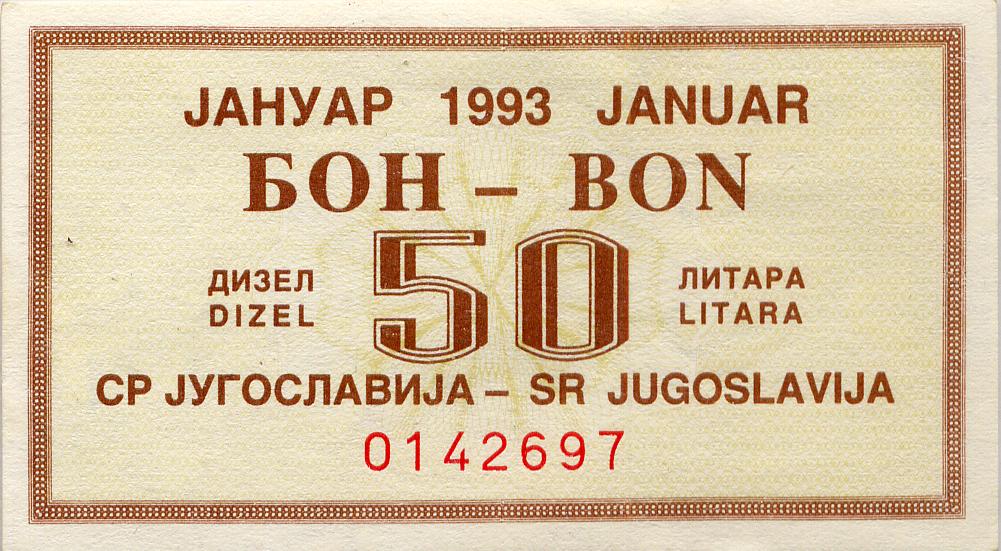 ЈАНУАР 1993 JANUAR
БОН – BON
ДИЗЕЛ 50 ЛИТАРА
DIZEL LITARA
СР ЈУГОСЛАВИЈА – SR JUGOSLAVIJA
0142697